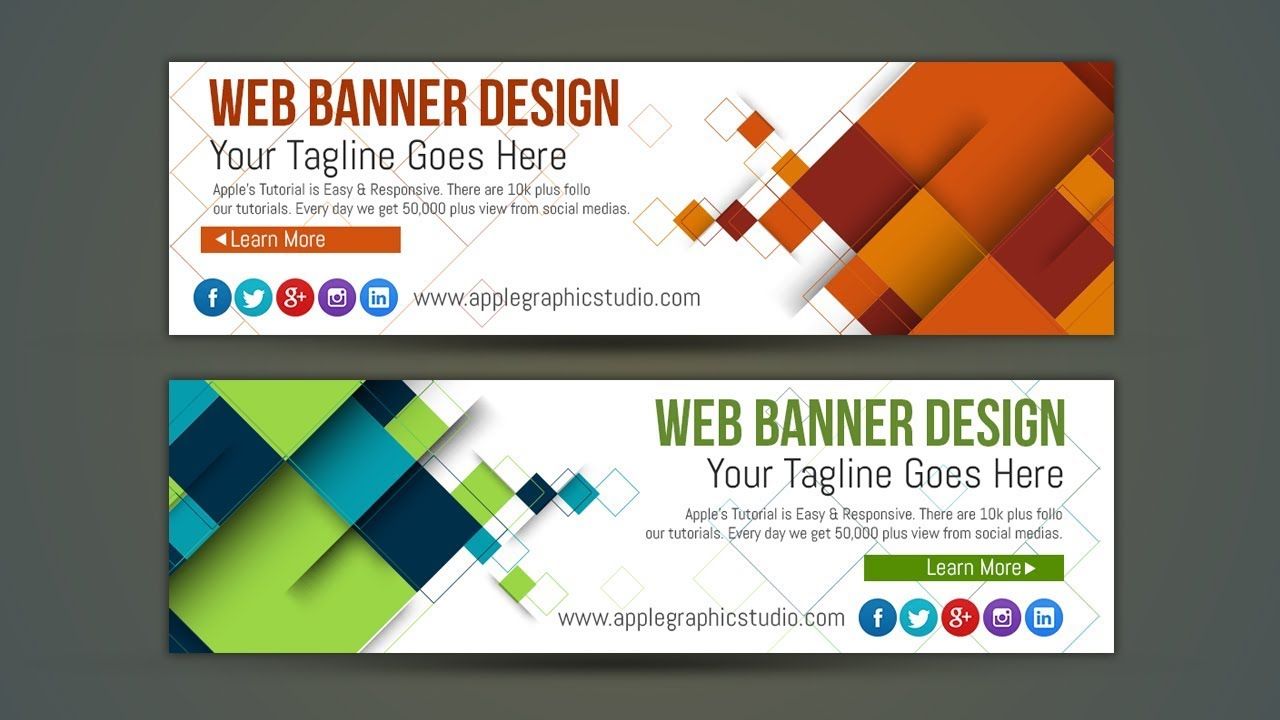 WEB BANNER DESIGN
Your Tagline Goes Here
Apple's Tutorial is Easy & Responsive. There are 10k plus follo
our tutorials. Every day we get 50,000 plus view from social medias.
Learn More
f g+ in www.applegraphicstudio.com
WEB BANNER DESIGN
Your Tagline Goes Here
Apple's Tutorial is Easy & Responsive. There are 10k plus follo
our tutorials. Every day we get 50,000 plus view from social medias.
Learn More
www.applegraphicstudio.com f g+ in